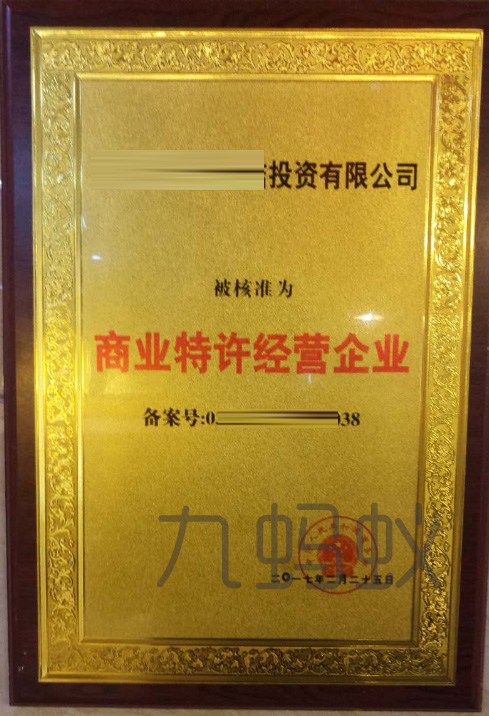 投资有限公司
被核准为
商业特许经营企业
备案号:0 38
九蚂蚁
二〇一七年二月二十五日